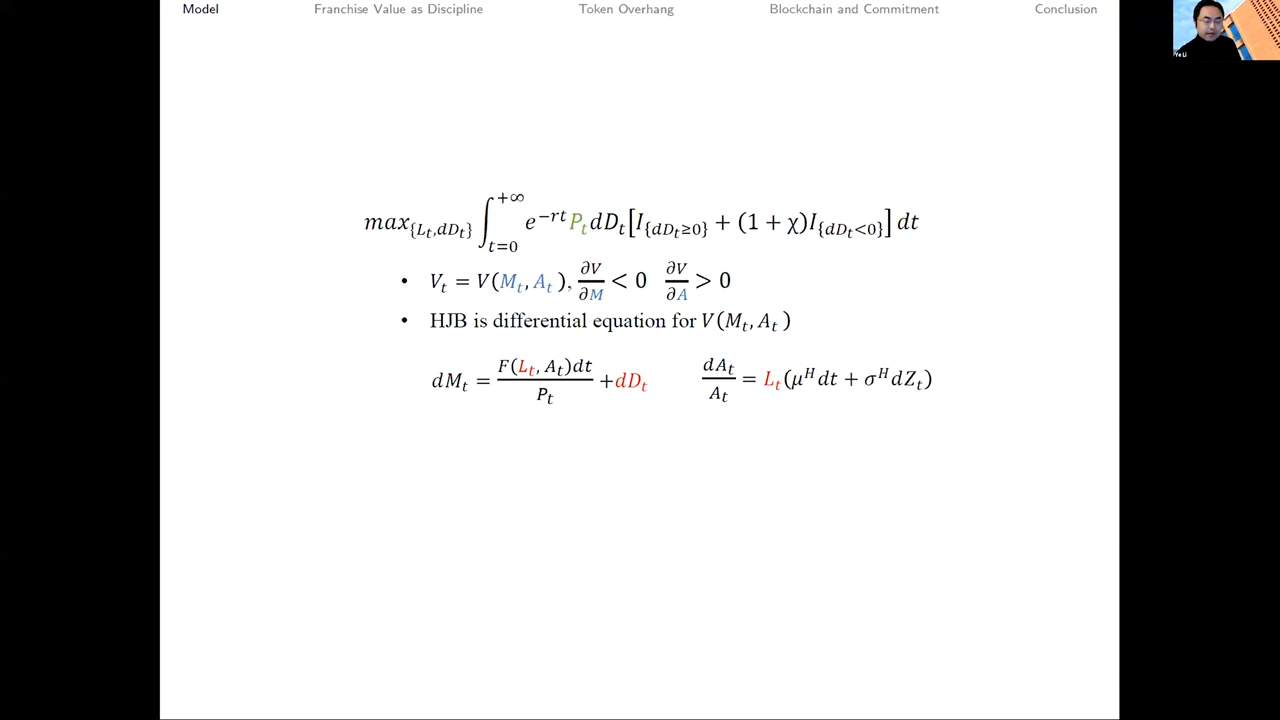 Model Franchise Value as Discipline Token Overhang Blockchain and Commitment Conclusion
Ye Li
max_{L_t,dD_t} ∫_{t=0}^{+∞} e^{−rt} P_t dD_t [I_{dD_t≥0} + (1 + χ)I_{dD_t<0}] dt
• V_t = V(M_t, A_t), ∂V/∂M < 0 ∂V/∂A > 0
• HJB is differential equation for V(M_t, A_t)
dM_t = F(L_t, A_t)dt/P_t +dD_t dA_t/A_t = L_t(μ^H dt + σ^H dZ_t)